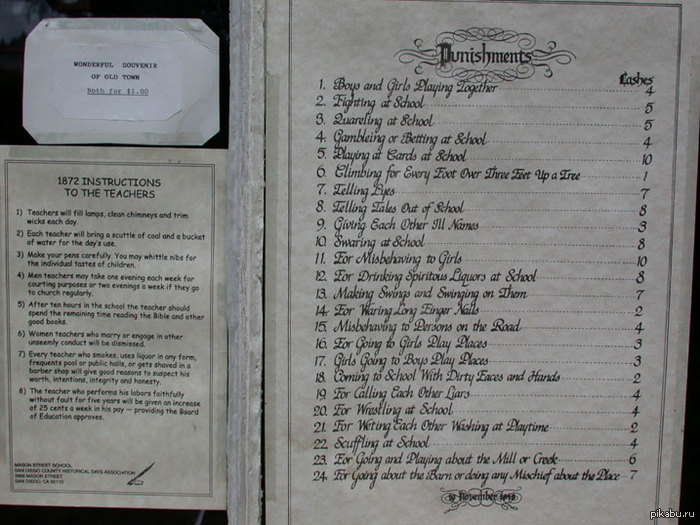 WONDERFUL SOUVENIR
OF OLD TOWN
Both for $1.00
1872 INSTRUCTIONS
TO THE TEACHERS
1) Teachers will fill lamps, clean chimneys and trim
wicks each day.
2) Each teacher will bring a scuttle of coal and a bucket
of water for the day's use.
3) Make your pens carefully. You may whittle nibs for
the individual tastes of children.
4) Men teachers may take one evening each week for
courting purposes or two evenings a week if they go
to church regularly.
5) After ten hours in the school the teacher should
spend the remaining time reading the Bible and other
good books.
6) Women teachers who marry or engage in other
unseemly conduct will be dismissed.
7) Every teacher who smokes, uses liquor in any form,
frequents pool or public halls, or gets shaved in a
barber shop will give good reasons to suspect his
worth, intentions, integrity and honesty.
8) The teacher who performs his labors faithfully
without fault for five years will be given an increase
of 25 cents a week in his pay — providing the Board
of Education approves.
MASON STREET SCHOOL
SAN DIEGO COUNTY HISTORICAL DAYS ASSOCIATION
MASON STREET
SAN DIEGO, CA 92110
Punishments
Lashes
1. Boys and Girls Playing Together 4
2. Fighting at School 5
3. Quareling at School 5
4. Gambleing or Betting at School 4
5. Playing at Cards at School 10
6. Climbing for Every Foot Over Three Feet Up a Tree 1
7. Telling Lyes 7
8. Telling Tales Out of School 8
9. Giving Each Other Ill Names 3
10. Swaring at School 8
11. For Misbehaving to Girls 10
12. For Drinking Spiritous Liquors at School 8
13. Making Swings and Swinging on Them 7
14. For Waring Long Finger Nails 2
15. Misbehaving to Persons on the Road 4
16. For Going to Girls Play Places 3
17. Girls Going to Boys Play Places 3
18. Coming to School With Dirty Faces and Hands 2
19. For Calling Each Other Liars 4
20. For Wrestling at School 4
21. For Weting Each Other Washing at Playtime 2
22. Scuffling at School 4
23. For Going and Playing about the Mill or Creek 6
24. For Going about the Barn or doing any Mischief about the Place 7
November
pikabu.ru